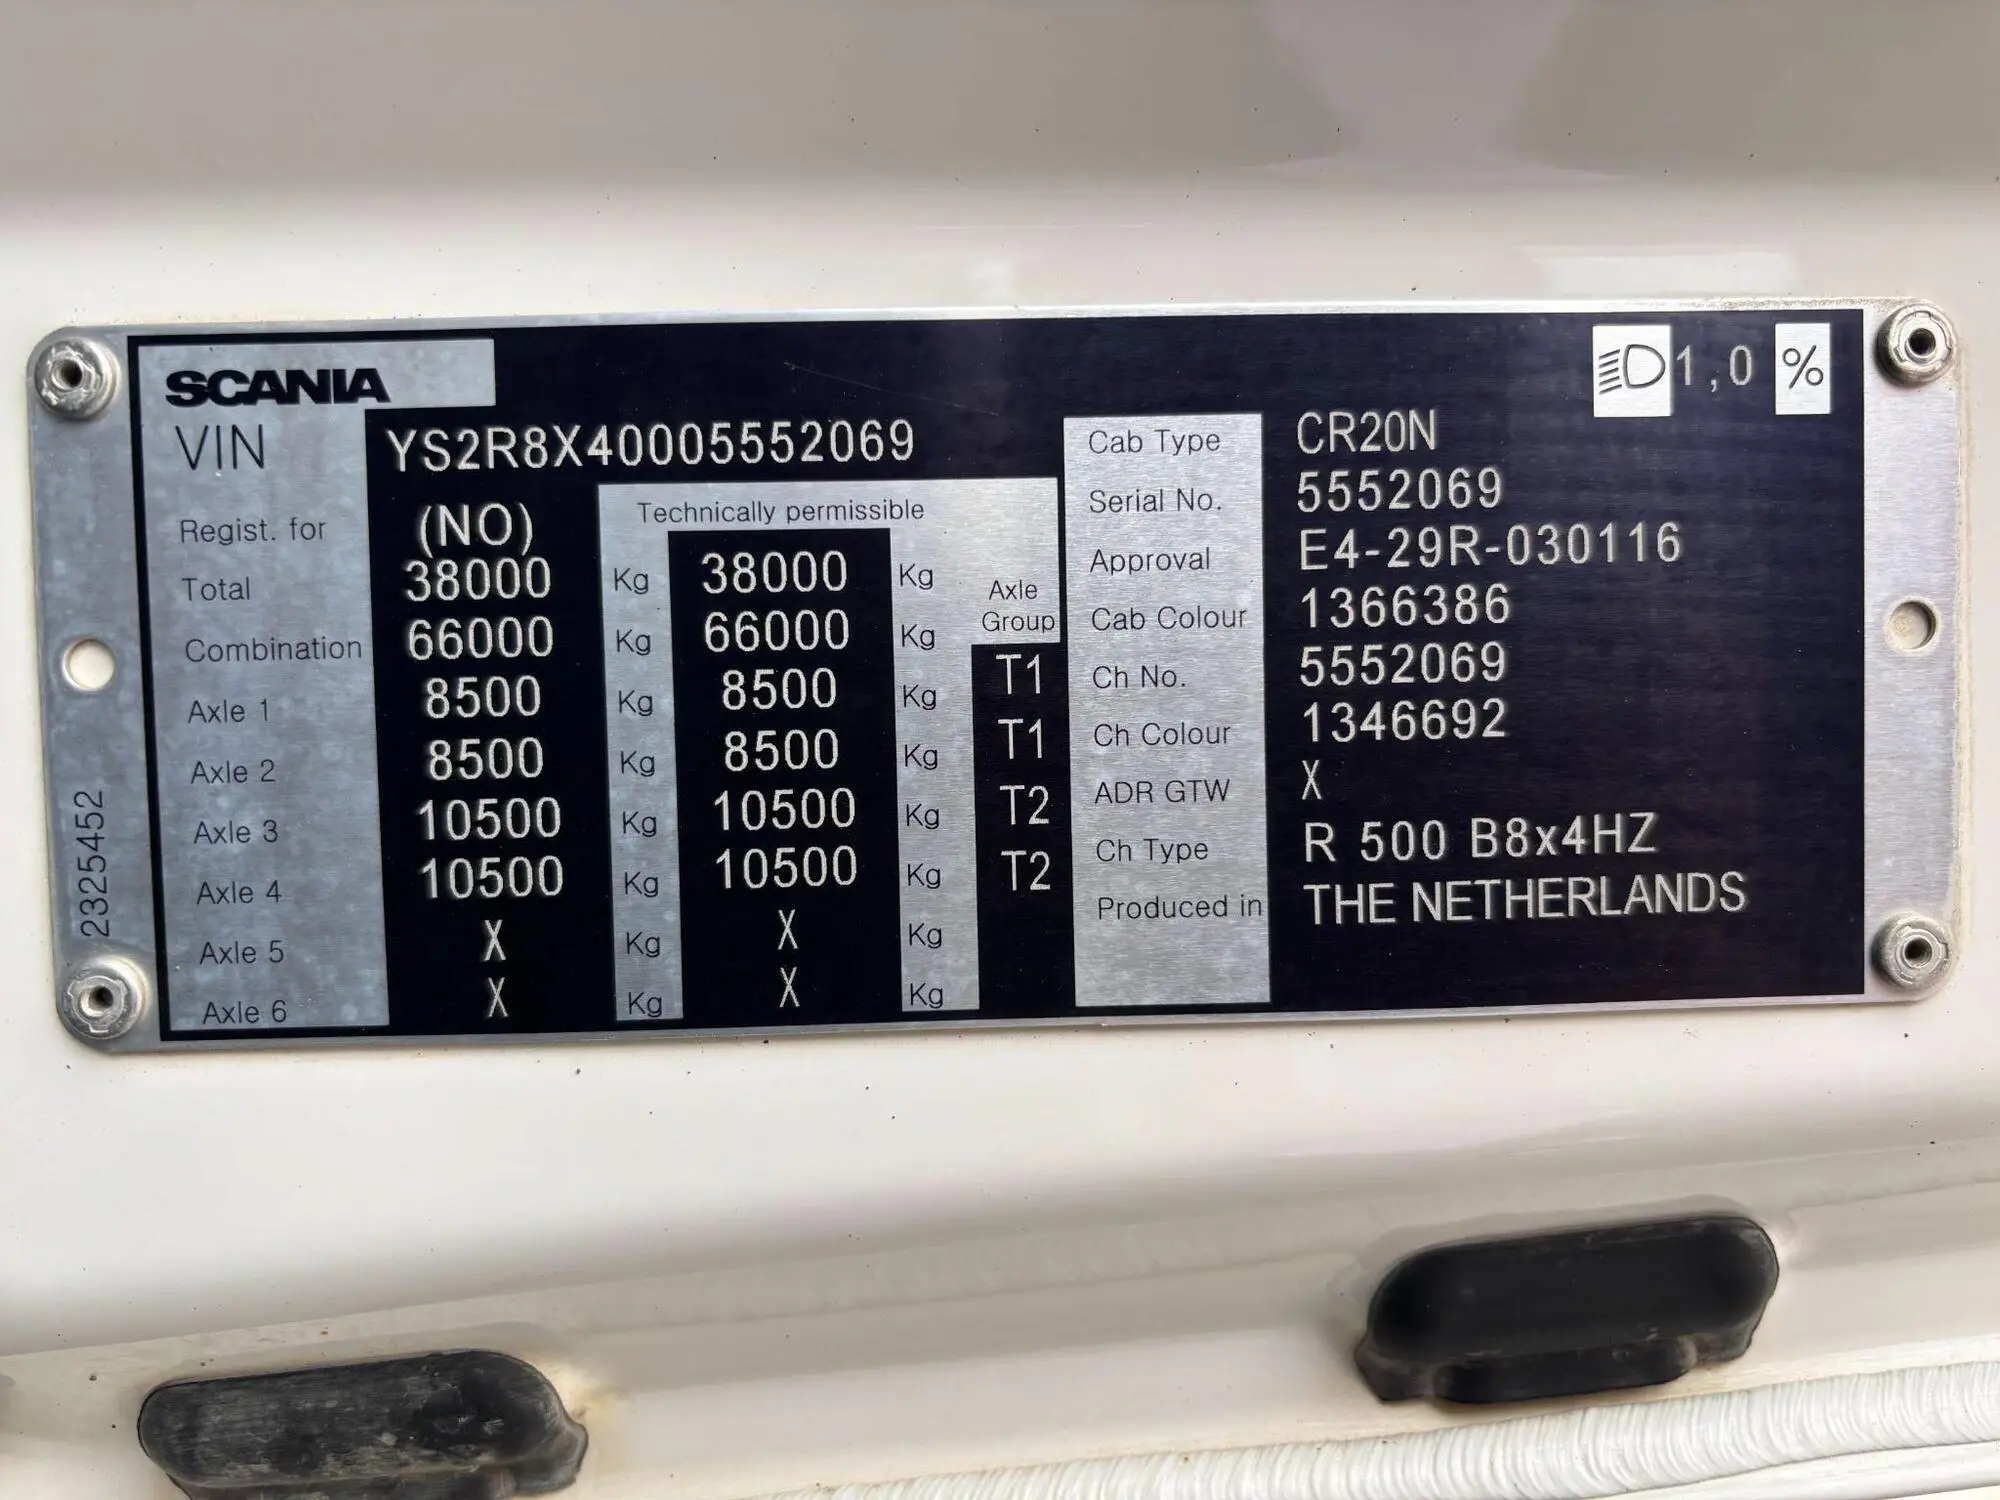 SCANIA
1,0 %
VIN YS2R8X40005552069
Regist. for (NO) Technically permissible
Total 38000 Kg 38000 Kg
Combination 66000 Kg 66000 Kg
Axle Group
Axle 1 8500 Kg 8500 Kg T1
Axle 2 8500 Kg 8500 Kg T1
Axle 3 10500 Kg 10500 Kg T2
Axle 4 10500 Kg 10500 Kg T2
Axle 5 X Kg X Kg
Axle 6 X Kg X Kg
Cab Type CR20N
Serial No. 5552069
Approval E4-29R-030116
Cab Colour 1366386
Ch No. 5552069
Ch Colour 1346692
ADR GTW X
Ch Type R 500 B8x4HZ
Produced in THE NETHERLANDS
2325452